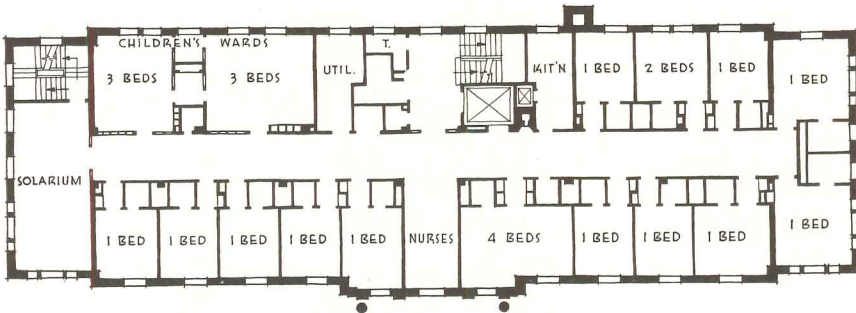 CHILDREN'S WARDS
T.
3 BEDS
3 BEDS
UTIL.
KIT'N
1 BED
2 BEDS
1 BED
1 BED
SOLARIUM
1 BED
1 BED
1 BED
1 BED
1 BED
NURSES
4 BEDS
1 BED
1 BED
1 BED
1 BED